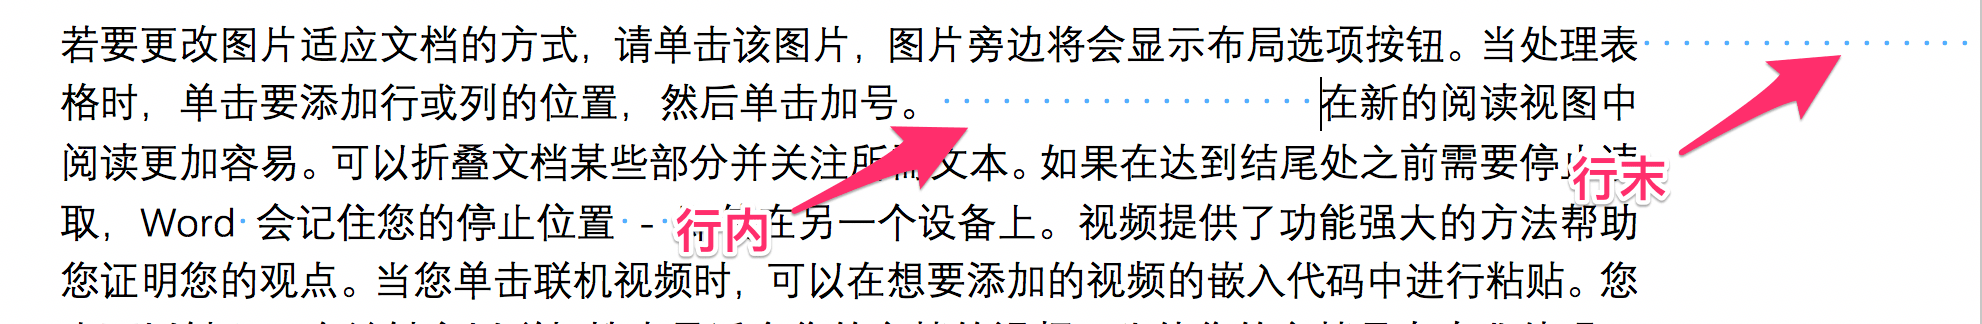 若要更改图片适应文档的方式，请单击该图片，图片旁边将会显示布局选项按钮。当处理表
格时，单击要添加行或列的位置，然后单击加号。 在新的阅读视图中
阅读更加容易。可以折叠文档某些部分并关注所需文本。如果在达到结尾处之前需要停止读
行末
取，Word 会记住您的停止位置 - 在另一个设备上。视频提供了功能强大的方法帮助
行内
您证明您的观点。当您单击联机视频时，可以在想要添加的视频的嵌入代码中进行粘贴。您